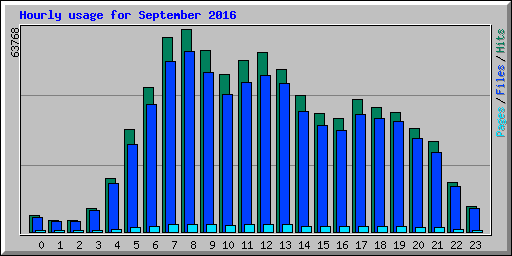 Hourly usage for September 2016
63768
Pages/Files/Hits
0 1 2 3 4 5 6 7 8 9 10 11 12 13 14 15 16 17 18 19 20 21 22 23